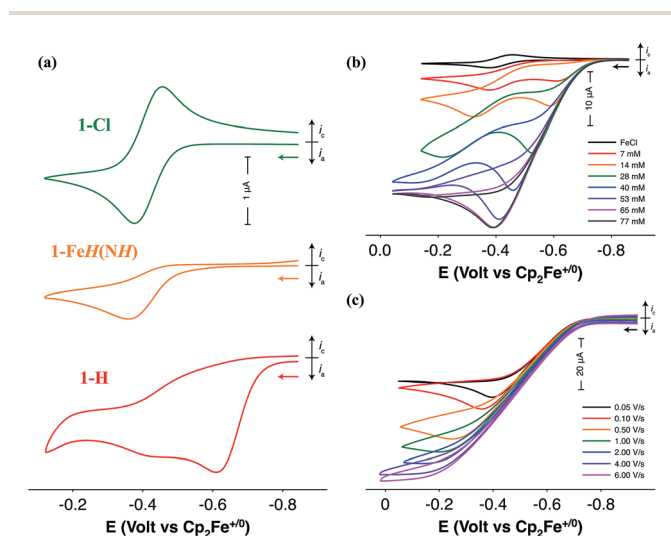 (a)
1-Cl
i_c
i_a
1 µA
1-FeH(NH)
i_c
i_a
1-H
i_c
i_a
-0.2 -0.4 -0.6 -0.8
E (Volt vs Cp₂Fe⁺/⁰)
(b)
i_c
i_a
10 µA
FeCl
7 mM
14 mM
28 mM
40 mM
53 mM
65 mM
77 mM
0.0 -0.2 -0.4 -0.6 -0.8
E (Volt vs Cp₂Fe⁺/⁰)
(c)
i_c
i_a
20 µA
0.05 V/s
0.10 V/s
0.50 V/s
1.00 V/s
2.00 V/s
4.00 V/s
6.00 V/s
0.0 -0.2 -0.4 -0.6 -0.8
E (Volt vs Cp₂Fe⁺/⁰)